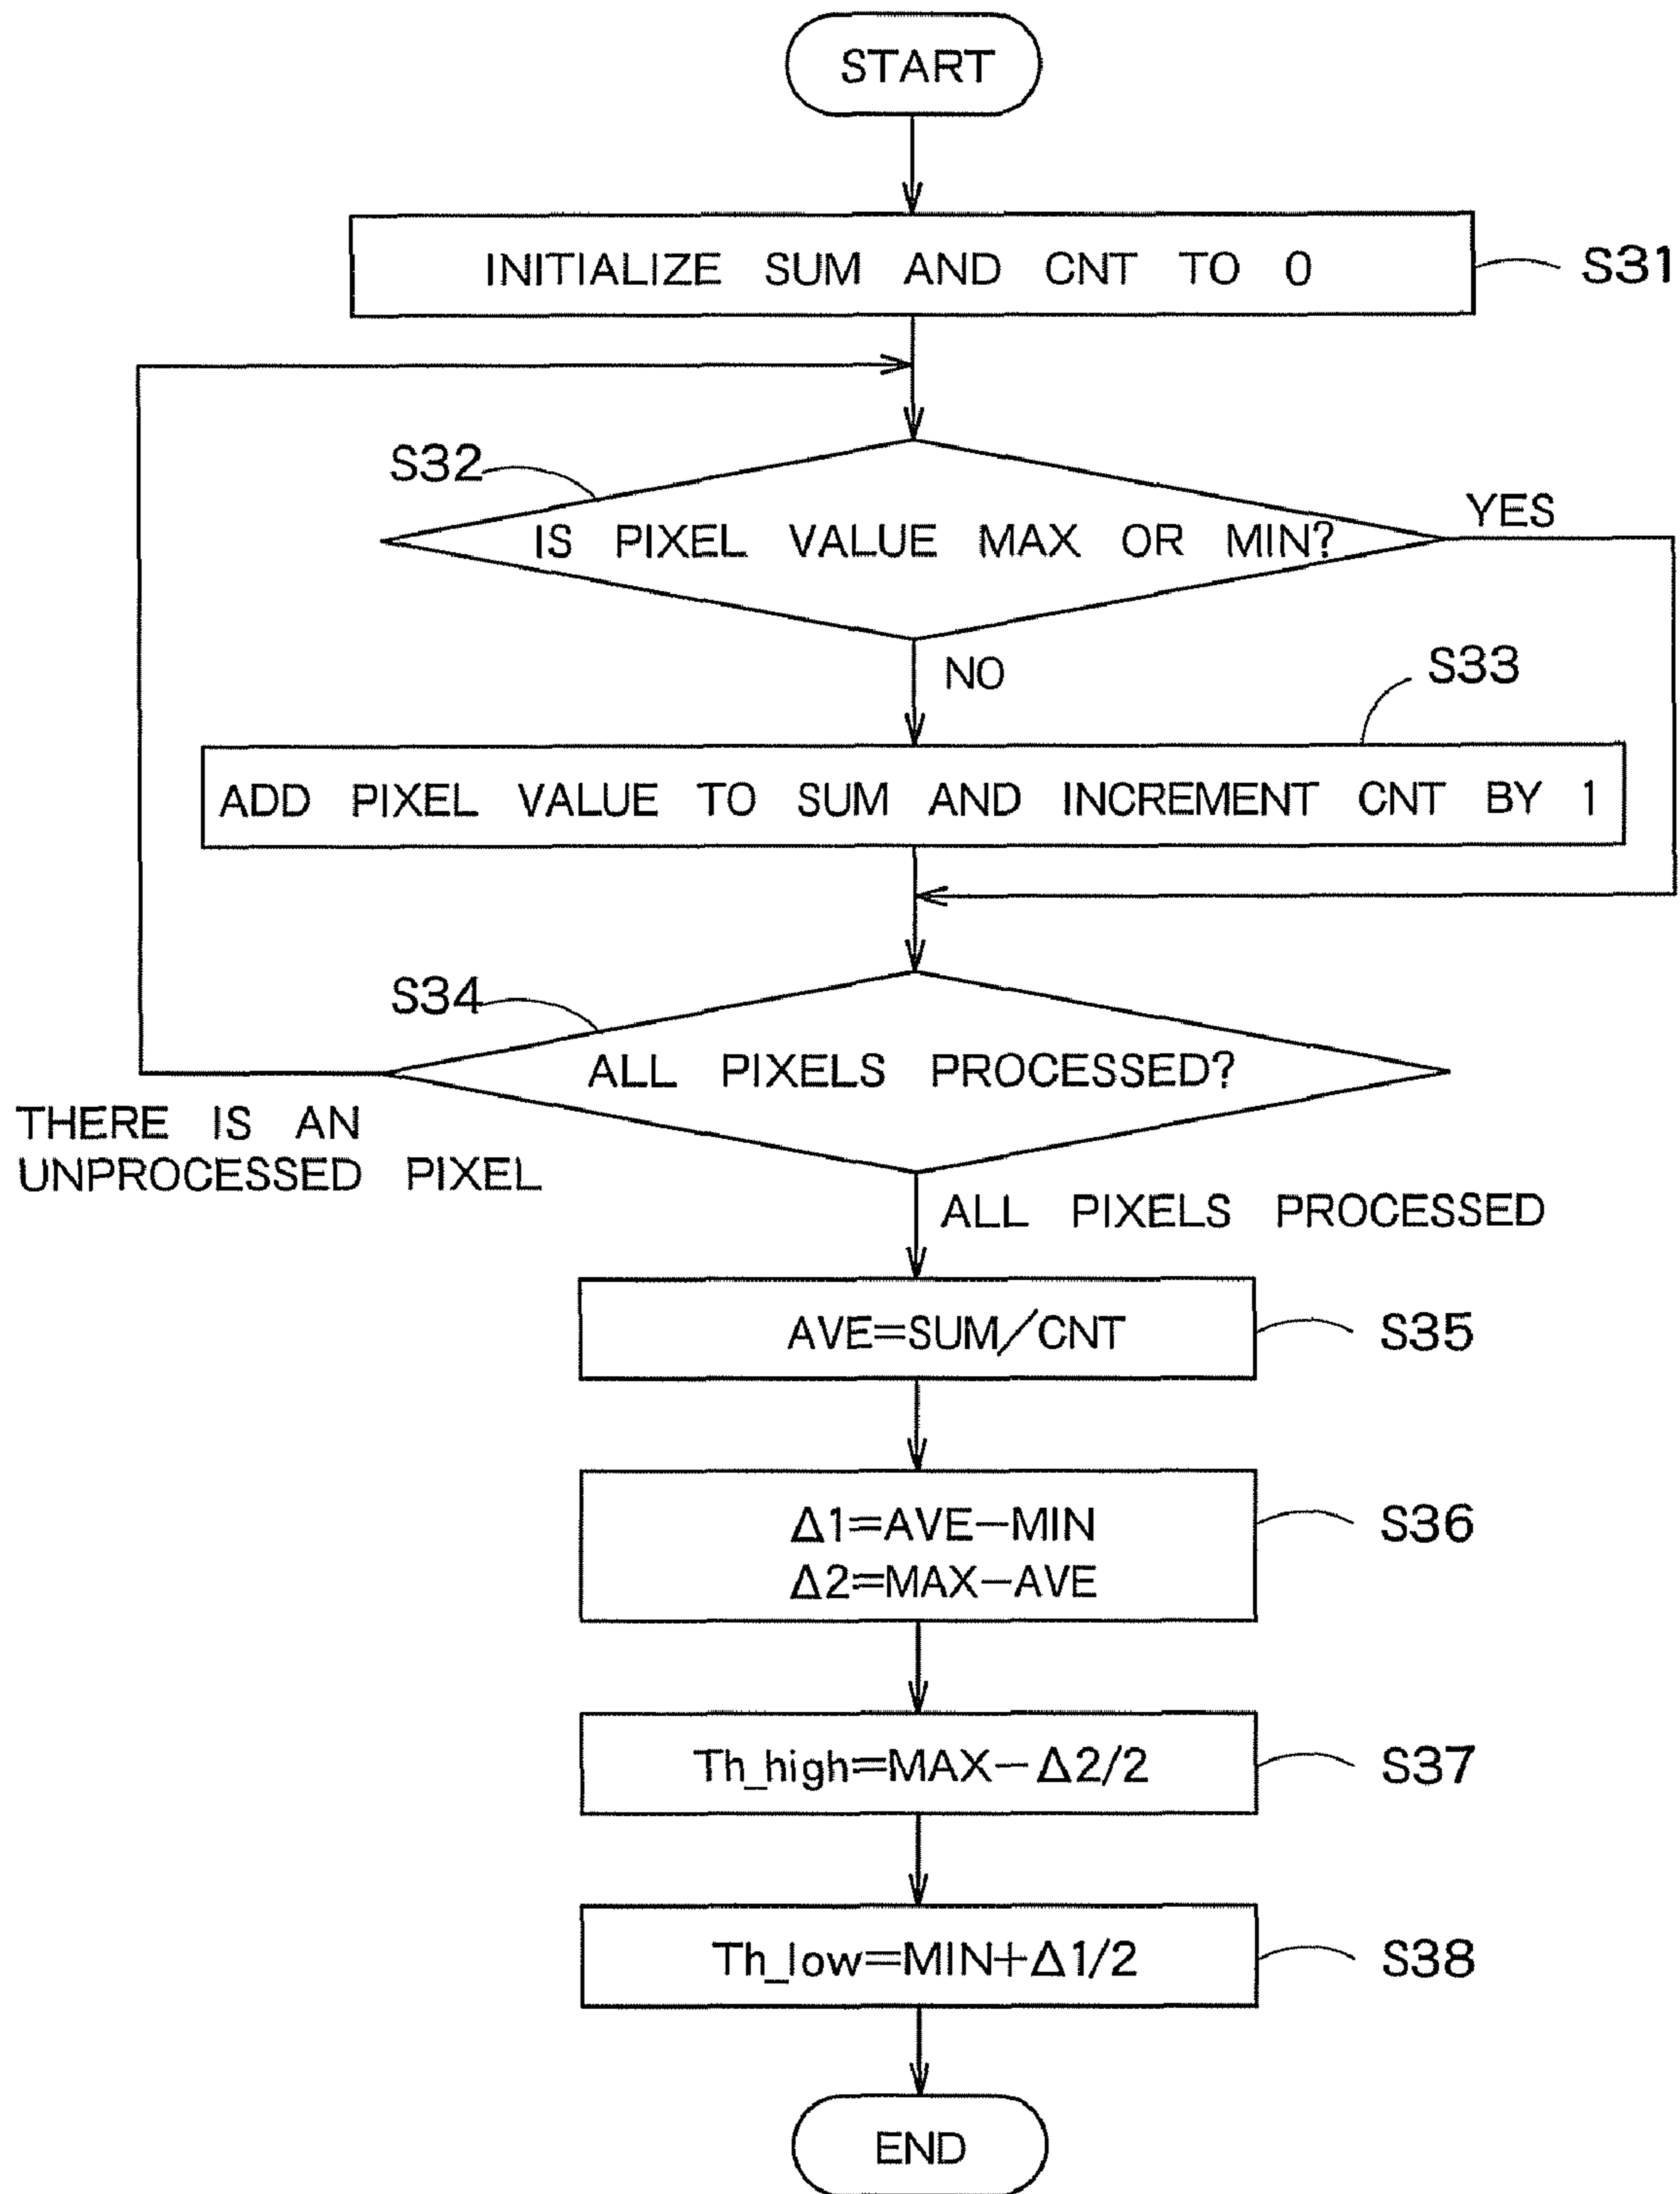 START
INITIALIZE SUM AND CNT TO 0
S31
S32
IS PIXEL VALUE MAX OR MIN?
YES
NO
S33
ADD PIXEL VALUE TO SUM AND INCREMENT CNT BY 1
S34
ALL PIXELS PROCESSED?
THERE IS AN
UNPROCESSED PIXEL
ALL PIXELS PROCESSED
AVE=SUM/CNT
S35
Δ1=AVE−MIN
Δ2=MAX−AVE
S36
Th_high=MAX−Δ2/2
S37
Th_low=MIN+Δ1/2
S38
END